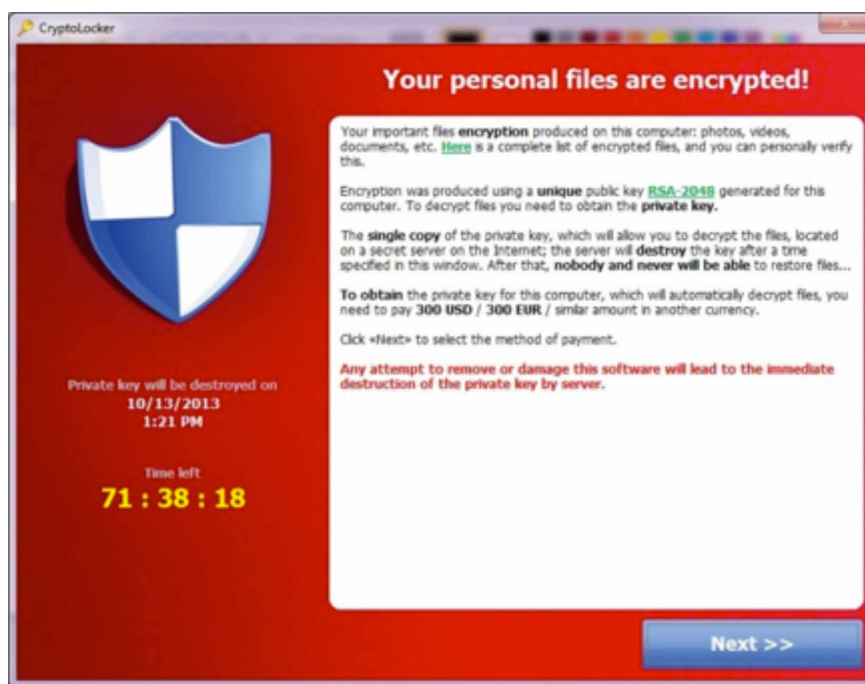 CryptoLocker
Your personal files are encrypted!
Your important files encryption produced on this computer: photos, videos,
documents, etc. Here is a complete list of encrypted files, and you can personally verify
this.
Encryption was produced using a unique public key RSA-2048 generated for this
computer. To decrypt files you need to obtain the private key.
The single copy of the private key, which will allow you to decrypt the files, located
on a secret server on the Internet; the server will destroy the key after a time
specified in this window. After that, nobody and never will be able to restore files...
To obtain the private key for this computer, which will automatically decrypt files, you
need to pay 300 USD / 300 EUR / similar amount in another currency.
Click «Next» to select the method of payment.
Any attempt to remove or damage this software will lead to the immediate
destruction of the private key by server.
Private key will be destroyed on
10/13/2013
1:21 PM
Time left
71 : 38 : 18
Next >>